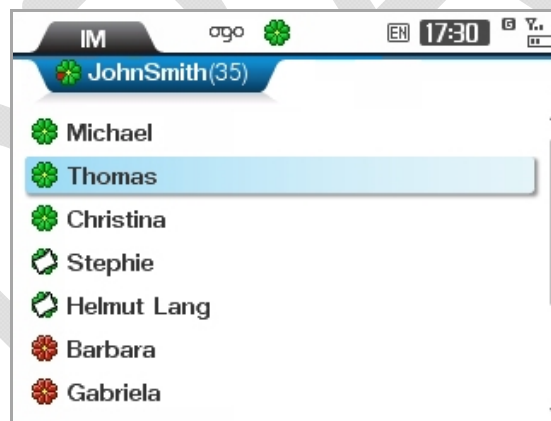 IM ogo EN 17:30 G
JohnSmith(35)
Michael
Thomas
Christina
Stephie
Helmut Lang
Barbara
Gabriela